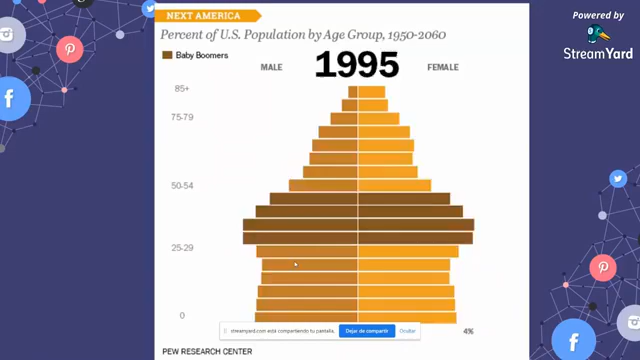 NEXT AMERICA
Percent of U.S. Population by Age Group, 1950-2060
Baby Boomers
MALE
1995
FEMALE
85+
75-79
50-54
25-29
0
4%
streamyard.com está compartiendo tu pantalla.
Dejar de compartir
Ocultar
PEW RESEARCH CENTER
Powered by
StreamYard